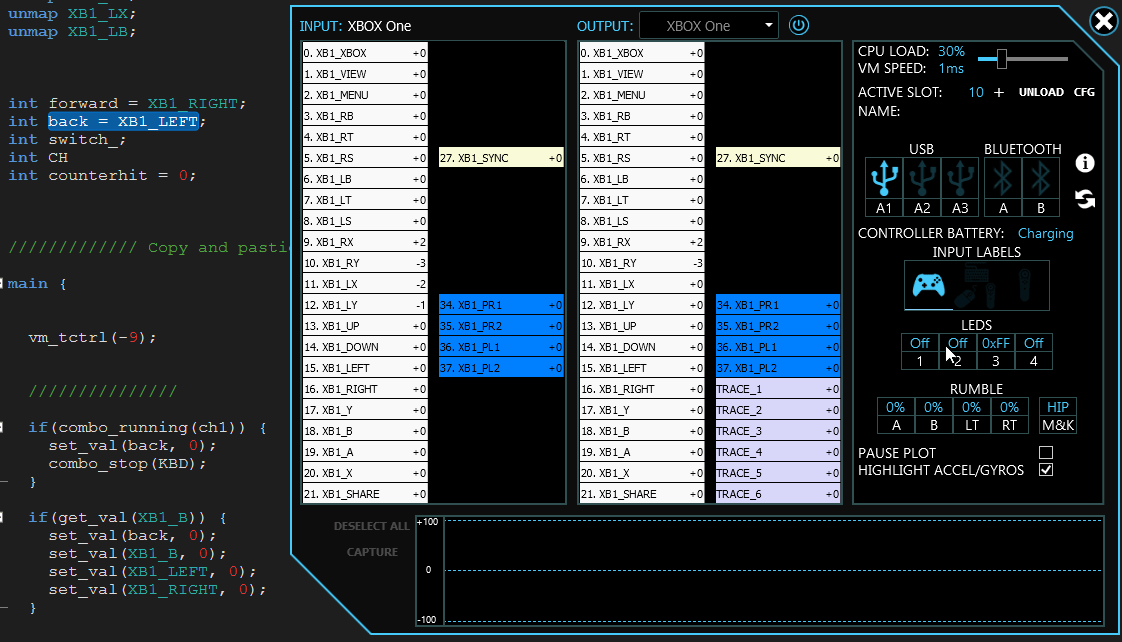 unmap XB1_LX;
unmap XB1_LB;
int forward = XB1_RIGHT;
int back = XB1_LEFT;
int switch_;
int CH
int counterhit = 0;
///////////// Copy and
main {
vm_tctrl(-9);
///////////////
if(combo_running(ch1)) {
set_val(back, 0);
combo_stop(KBD);
}
if(get_val(XB1_B)) {
set_val(back, 0);
set_val(XB1_B, 0);
set_val(XB1_LEFT, 0);
set_val(XB1_RIGHT, 0);
}
INPUT: XBOX One
0. XB1_XBOX +0
1. XB1_VIEW +0
2. XB1_MENU +0
3. XB1_RB +0
4. XB1_RT +0
5. XB1_RS +0 27. XB1_SYNC +0
6. XB1_LB +0
7. XB1_LT +0
8. XB1_LS +0
9. XB1_RX +2
10. XB1_RY -3
11. XB1_LX -2
12. XB1_LY -1 34. XB1_PR1 +0
13. XB1_UP +0 35. XB1_PR2 +0
14. XB1_DOWN +0 36. XB1_PL1 +0
15. XB1_LEFT +0 37. XB1_PL2 +0
16. XB1_RIGHT +0
17. XB1_Y +0
18. XB1_B +0
19. XB1_A +0
20. XB1_X +0
21. XB1_SHARE +0
OUTPUT: XBOX One
0. XB1_XBOX +0
1. XB1_VIEW +0
2. XB1_MENU +0
3. XB1_RB +0
4. XB1_RT +0
5. XB1_RS +0 27. XB1_SYNC +0
6. XB1_LB +0
7. XB1_LT +0
8. XB1_LS +0
9. XB1_RX +2
10. XB1_RY -3
11. XB1_LX +0
12. XB1_LY +0 34. XB1_PR1 +0
13. XB1_UP +0 35. XB1_PR2 +0
14. XB1_DOWN +0 36. XB1_PL1 +0
15. XB1_LEFT +0 37. XB1_PL2 +0
16. XB1_RIGHT +0 TRACE_1 +0
17. XB1_Y +0 TRACE_2 +0
18. XB1_B +0 TRACE_3 +0
19. XB1_A +0 TRACE_4 +0
20. XB1_X +0 TRACE_5 +0
21. XB1_SHARE +0 TRACE_6 +0
CPU LOAD: 30%
VM SPEED: 1ms
ACTIVE SLOT: 10 + UNLOAD CFG
NAME:
USB BLUETOOTH
A1 A2 A3 A B
CONTROLLER BATTERY: Charging
INPUT LABELS
LEDS
Off Off 0xFF Off
1 2 3 4
RUMBLE
0% 0% 0% 0% HIP
A B LT RT M&K
PAUSE PLOT
HIGHLIGHT ACCEL/GYROS
DESELECT ALL
CAPTURE
+100
0
-100